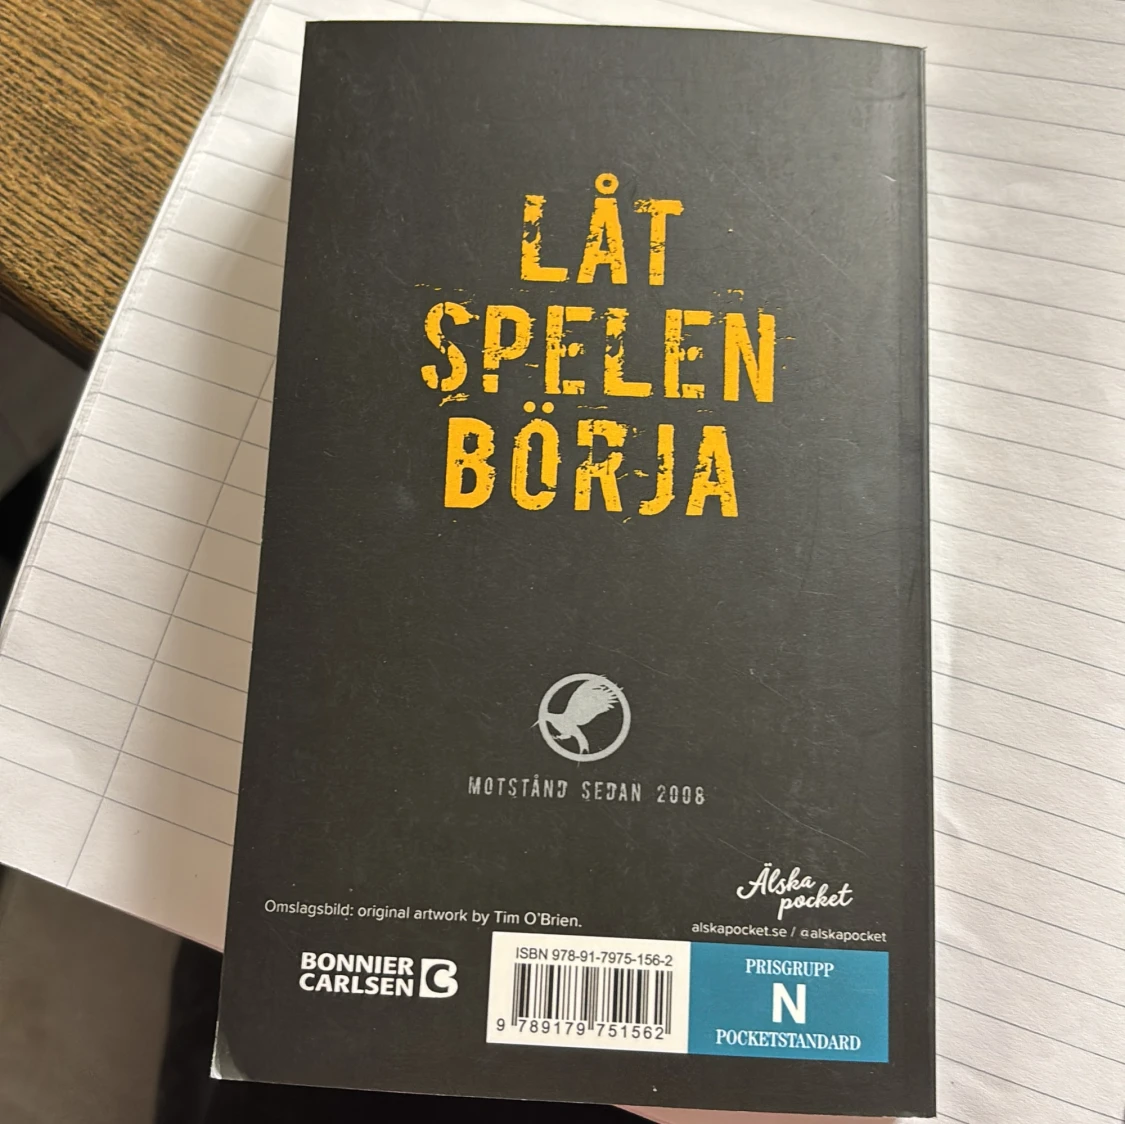 LÅT
SPELEN
BÖRJA
MOTSTÅND SEDAN 2008
Älska
pocket
alskapocket.se / @alskapocket
Omslagsbild: original artwork by Tim O'Brien.
BONNIER
CARLSEN
ISBN 978-91-7975-156-2
9 789179 751562
PRISGRUPP
N
POCKETSTANDARD